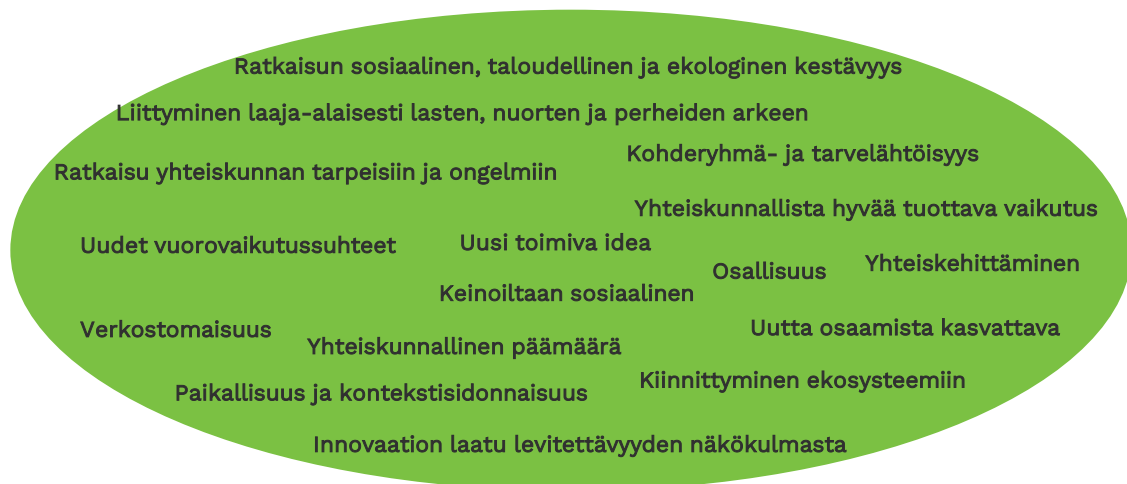 Ratkaisun sosiaalinen, taloudellinen ja ekologinen kestävyys
Liittyminen laaja-alaisesti lasten, nuorten ja perheiden arkeen
Kohderyhmä- ja tarvelähtöisyys
Ratkaisu yhteiskunnan tarpeisiin ja ongelmiin
Yhteiskunnallista hyvää tuottava vaikutus
Uudet vuorovaikutussuhteet
Uusi toimiva idea
Osallisuus
Yhteiskehittäminen
Keinoiltaan sosiaalinen
Verkostomaisuus
Uutta osaamista kasvattava
Yhteiskunnallinen päämäärä
Kiinnittyminen ekosysteemiin
Paikallisuus ja kontekstisidonnaisuus
Innovaation laatu levitettävyyden näkökulmasta